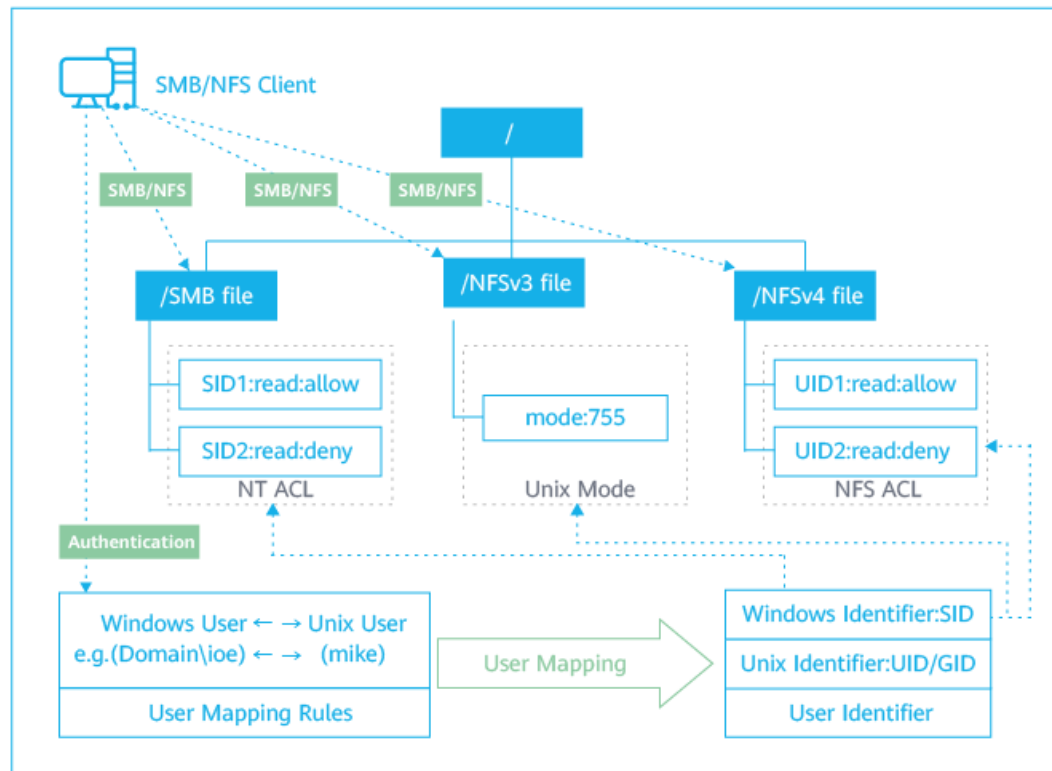 SMB/NFS Client
/
SMB/NFS
SMB/NFS
SMB/NFS
/SMB file
/NFSv3 file
/NFSv4 file
SID1:read:allow
SID2:read:deny
NT ACL
mode:755
Unix Mode
UID1:read:allow
UID2:read:deny
NFS ACL
Authentication
Windows User ← → Unix User
e.g.(Domain\ioe) ← → (mike)
User Mapping Rules
User Mapping
Windows Identifier:SID
Unix Identifier:UID/GID
User Identifier